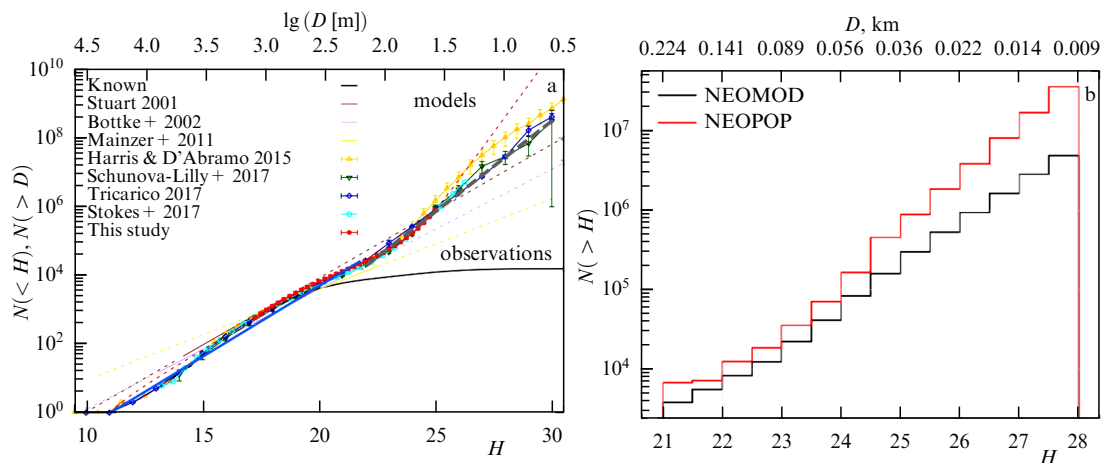 lg (D [m])
4.5 4.0 3.5 3.0 2.5 2.0 1.5 1.0 0.5
10^10
10^8
10^6
10^4
10^2
10^0
N(< H), N(> D)
a
Known
Stuart 2001
Bottke + 2002
Mainzer + 2011
Harris & D'Abramo 2015
Schunova-Lilly + 2017
Tricarico 2017
Stokes + 2017
This study
models
observations
10 15 20 25 30
H
D, km
0.224 0.141 0.089 0.056 0.036 0.022 0.014 0.009
b
NEOMOD
NEOPOP
10^7
10^6
10^5
10^4
N(> H)
21 22 23 24 25 26 27 28
H